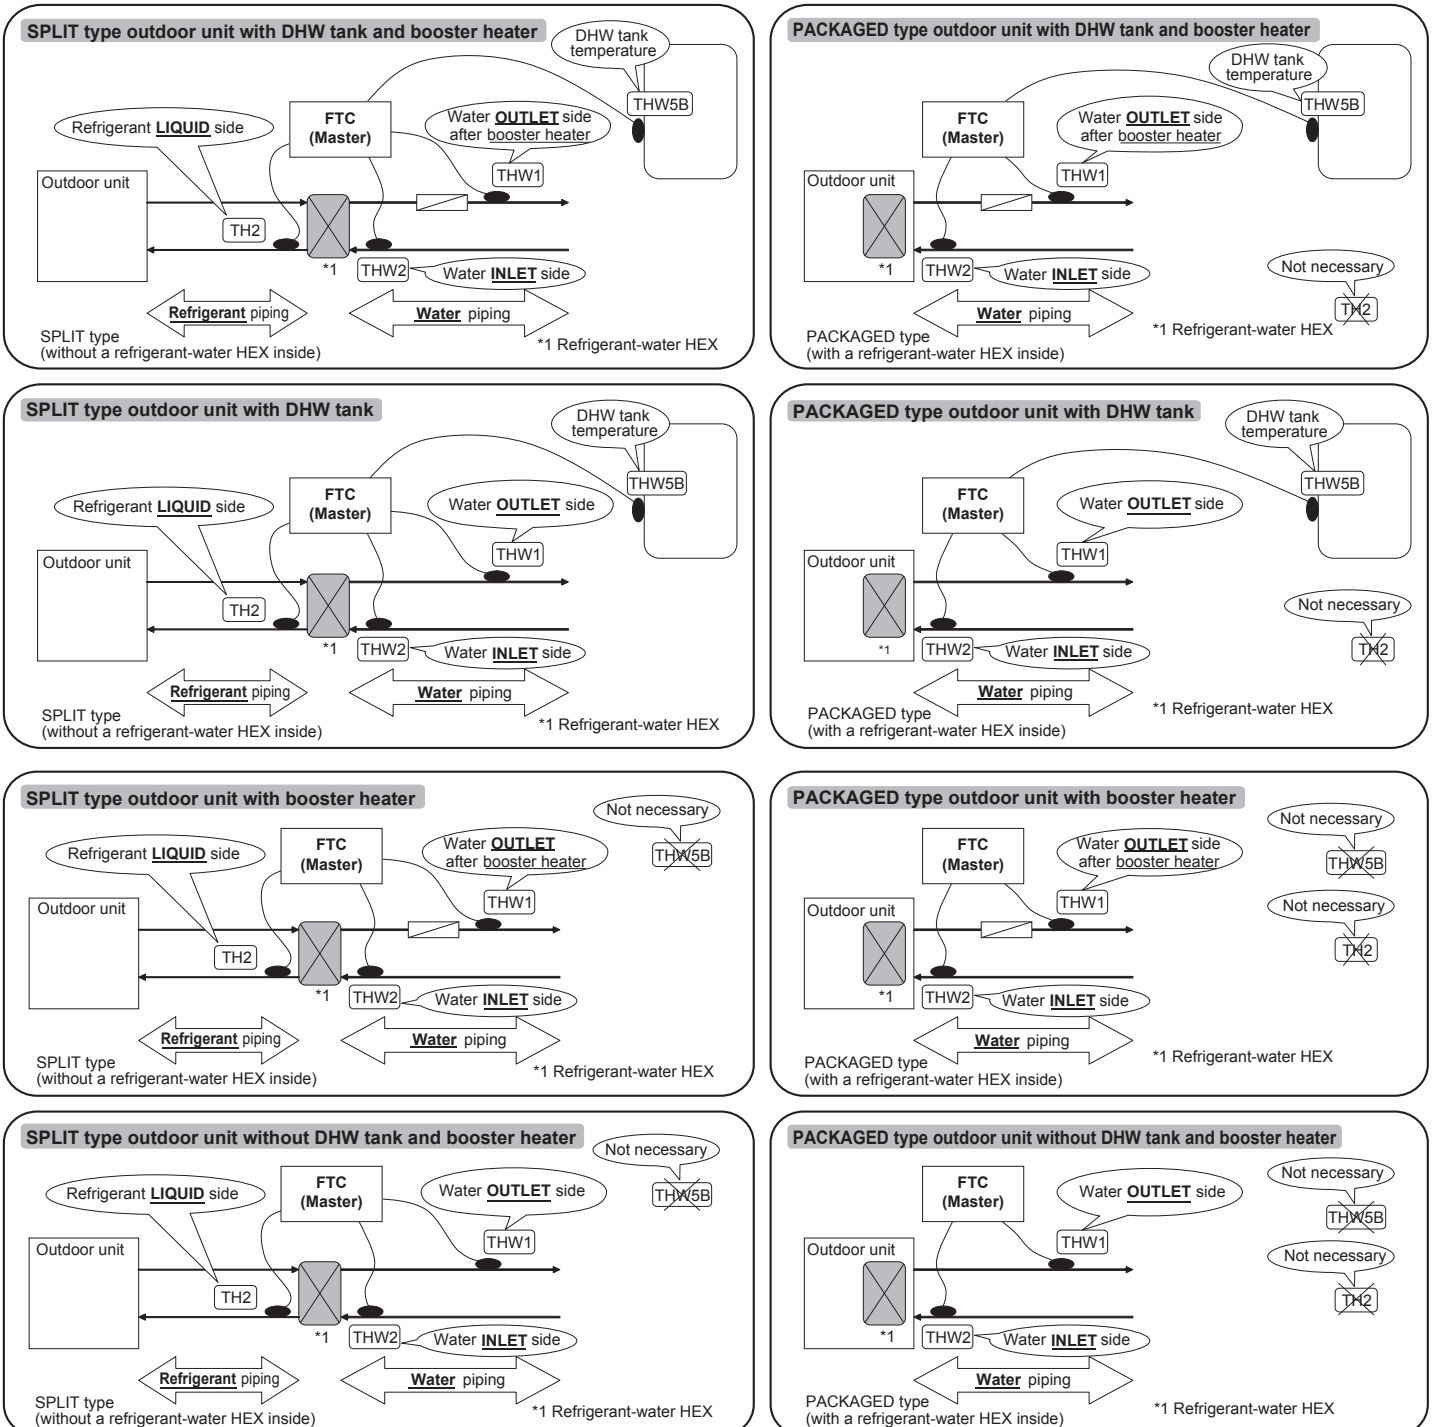 SPLIT type outdoor unit with DHW tank and booster heater
DHW tank
temperature
THW5B
FTC
(Master)
Refrigerant LIQUID side
Water OUTLET side
after booster heater
THW1
Outdoor unit
TH2
*1
THW2
Water INLET side
Refrigerant piping
Water piping
SPLIT type
(without a refrigerant-water HEX inside)
*1 Refrigerant-water HEX
PACKAGED type outdoor unit with DHW tank and booster heater
DHW tank
temperature
THW5B
FTC
(Master)
Water OUTLET side
after booster heater
THW1
Outdoor unit
*1
THW2
Water INLET side
Not necessary
TH2
Water piping
PACKAGED type
(with a refrigerant-water HEX inside)
*1 Refrigerant-water HEX
SPLIT type outdoor unit with DHW tank
DHW tank
temperature
THW5B
FTC
(Master)
Refrigerant LIQUID side
Water OUTLET side
THW1
Outdoor unit
TH2
*1
THW2
Water INLET side
Refrigerant piping
Water piping
SPLIT type
(without a refrigerant-water HEX inside)
*1 Refrigerant-water HEX
PACKAGED type outdoor unit with DHW tank
DHW tank
temperature
THW5B
FTC
(Master)
Water OUTLET side
THW1
Outdoor unit
*1
THW2
Water INLET side
Not necessary
TH2
Water piping
PACKAGED type
(with a refrigerant-water HEX inside)
*1 Refrigerant-water HEX
SPLIT type outdoor unit with booster heater
Not necessary
THW5B
FTC
(Master)
Refrigerant LIQUID side
Water OUTLET
after booster heater
THW1
Outdoor unit
TH2
*1
THW2
Water INLET side
Refrigerant piping
Water piping
SPLIT type
(without a refrigerant-water HEX inside)
*1 Refrigerant-water HEX
PACKAGED type outdoor unit with booster heater
Not necessary
THW5B
FTC
(Master)
Water OUTLET side
after booster heater
THW1
Outdoor unit
Not necessary
TH2
*1
THW2
Water INLET side
Water piping
PACKAGED type
(with a refrigerant-water HEX inside)
*1 Refrigerant-water HEX
SPLIT type outdoor unit without DHW tank and booster heater
Not necessary
THW5B
FTC
(Master)
Refrigerant LIQUID side
Water OUTLET side
THW1
Outdoor unit
TH2
*1
THW2
Water INLET side
Refrigerant piping
Water piping
SPLIT type
(without a refrigerant-water HEX inside)
*1 Refrigerant-water HEX
PACKAGED type outdoor unit without DHW tank and booster heater
Not necessary
THW5B
FTC
(Master)
Water OUTLET side
THW1
Outdoor unit
Not necessary
TH2
*1
THW2
Water INLET side
Water piping
PACKAGED type
(with a refrigerant-water HEX inside)
*1 Refrigerant-water HEX